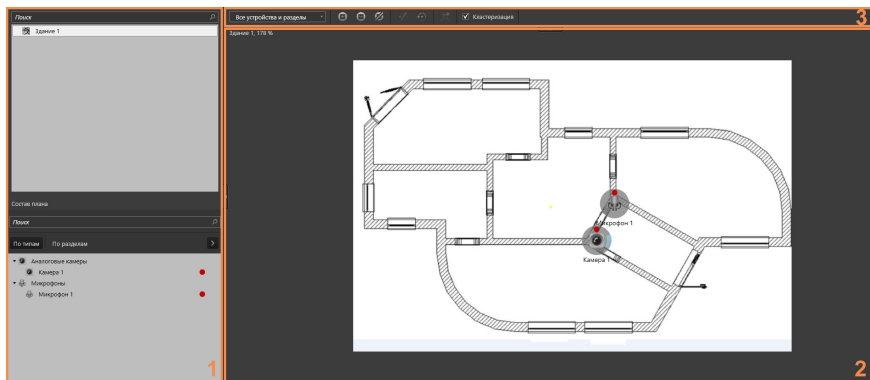 Поиск
Здание 1
Состав плана
Поиск
По типам По разделам
Аналоговые камеры
Камера 1
Микрофоны
Микрофон 1
1
Все устройства и разделы Кластеризация 3
Здание 1, 178 %
Микрофон 1
Камера 1
2